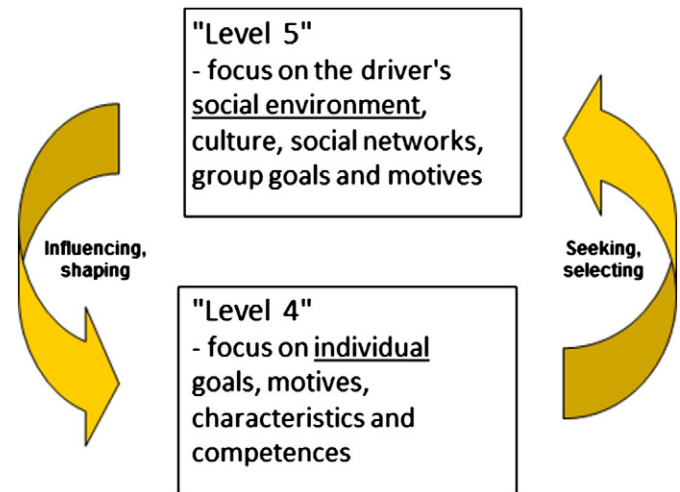 "Level 5"
- focus on the driver's
social environment,
culture, social networks,
group goals and motives
Influencing,
shaping
Seeking,
selecting
"Level 4"
- focus on individual
goals, motives,
characteristics and
competences